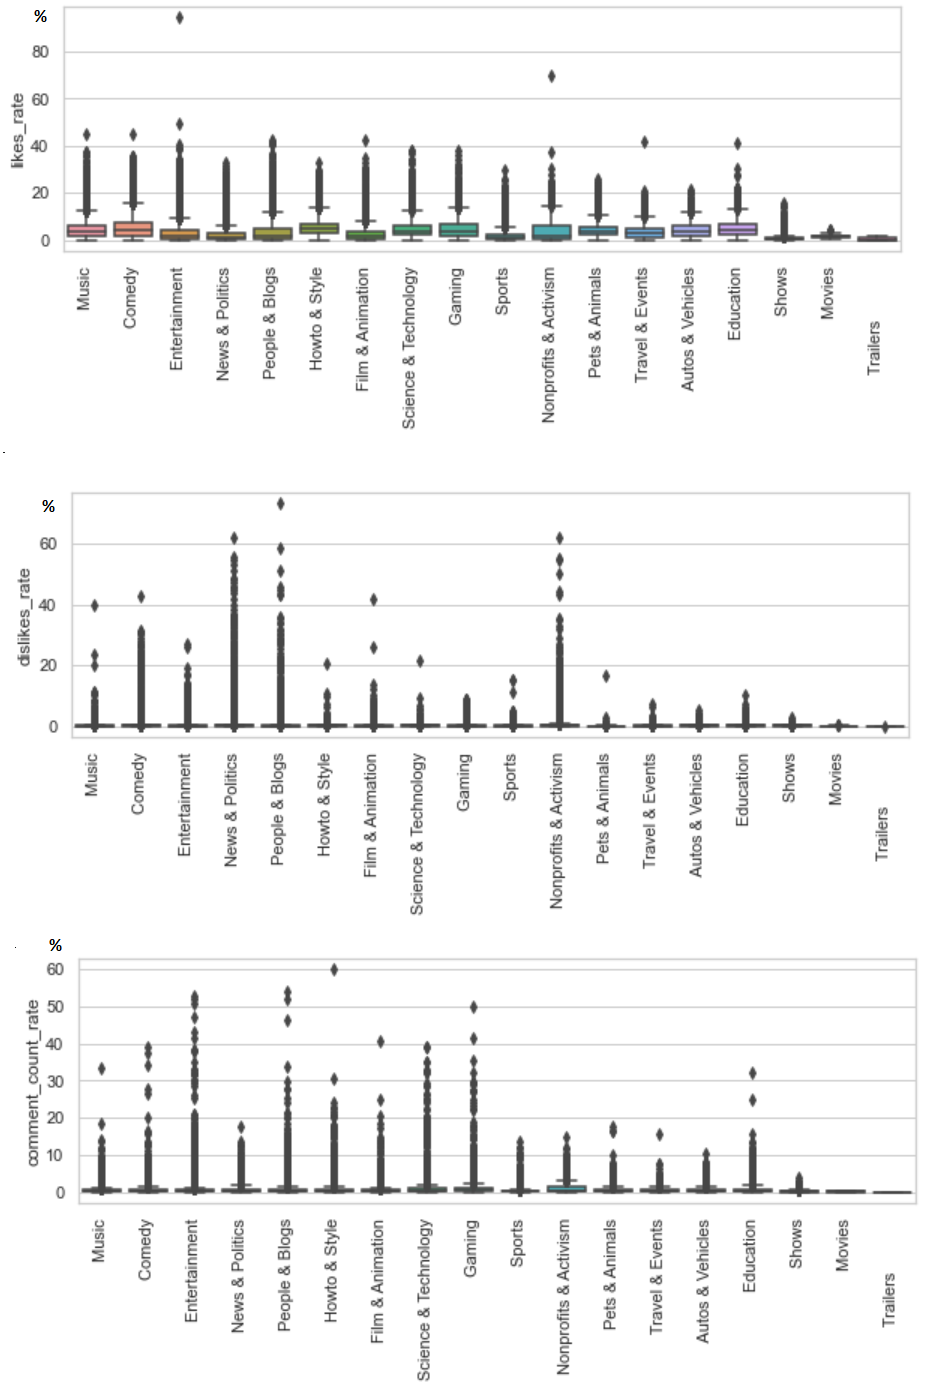 %
80
60
40
20
0
likes_rate
Music
Comedy
Entertainment
News & Politics
People & Blogs
Howto & Style
Film & Animation
Science & Technology
Gaming
Sports
Nonprofits & Activism
Pets & Animals
Travel & Events
Autos & Vehicles
Education
Shows
Movies
Trailers
%
60
40
20
0
dislikes_rate
Music
Comedy
Entertainment
News & Politics
People & Blogs
Howto & Style
Film & Animation
Science & Technology
Gaming
Sports
Nonprofits & Activism
Pets & Animals
Travel & Events
Autos & Vehicles
Education
Shows
Movies
Trailers
%
60
50
40
30
20
10
0
comment_count_rate
Music
Comedy
Entertainment
News & Politics
People & Blogs
Howto & Style
Film & Animation
Science & Technology
Gaming
Sports
Nonprofits & Activism
Pets & Animals
Travel & Events
Autos & Vehicles
Education
Shows
Movies
Trailers